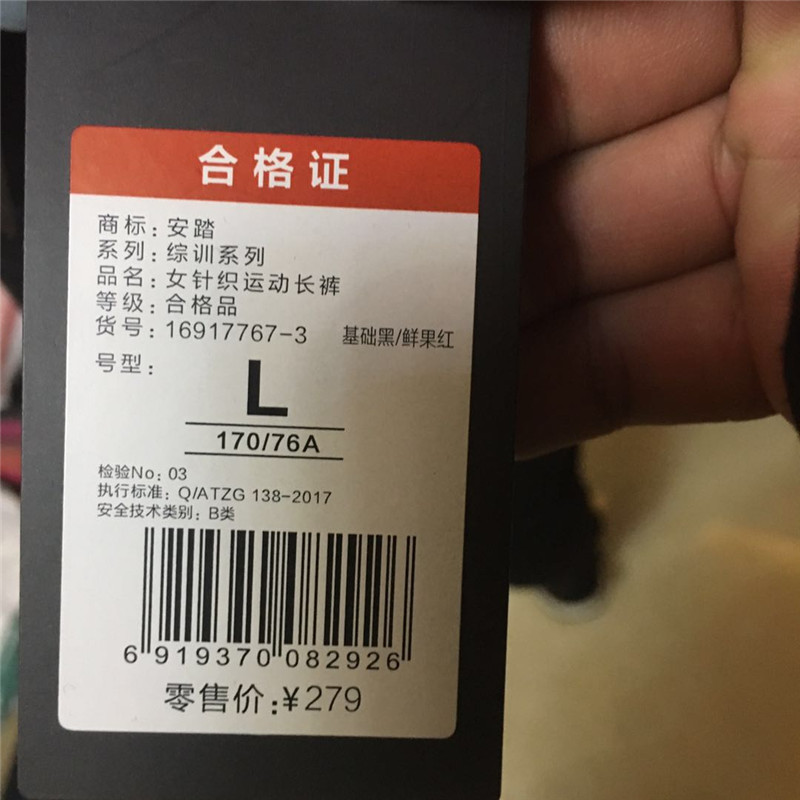 合格证
商标：安踏
系列：综训系列
品名：女针织运动长裤
等级：合格品
货号：16917767-3 基础黑/鲜果红
号型：
L
170/76A
检验No：03
执行标准：Q/ATZG 138-2017
安全技术类别：B类
6 919370 082926
零售价：¥279